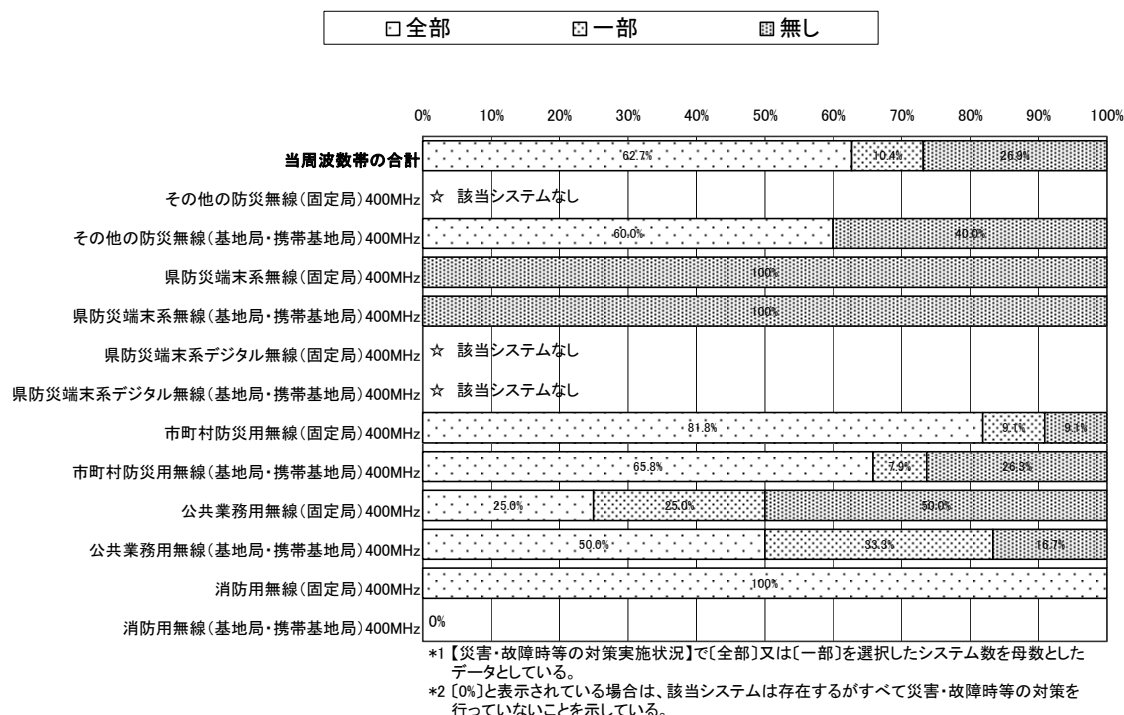 全部 一部 無し
0% 10% 20% 30% 40% 50% 60% 70% 80% 90% 100%
当周波数帯の合計 62.7% 10.4% 26.9%
その他の防災無線(固定局)400MHz ☆ 該当システムなし
その他の防災無線(基地局・携帯基地局)400MHz 60.0% 40.0%
県防災端末系無線(固定局)400MHz 100%
県防災端末系無線(基地局・携帯基地局)400MHz 100%
県防災端末系デジタル無線(固定局)400MHz ☆ 該当システムなし
県防災端末系デジタル無線(基地局・携帯基地局)400MHz ☆ 該当システムなし
市町村防災用無線(固定局)400MHz 81.8% 9.1% 9.1%
市町村防災用無線(基地局・携帯基地局)400MHz 65.8% 7.9% 26.3%
公共業務用無線(固定局)400MHz 25.0% 25.0% 50.0%
公共業務用無線(基地局・携帯基地局)400MHz 50.0% 33.3% 16.7%
消防用無線(固定局)400MHz 100%
消防用無線(基地局・携帯基地局)400MHz 0%
*1 【災害・故障時等の対策実施状況】で〔全部〕又は〔一部〕を選択したシステム数を母数とした
データとしている。
*2 〔0%〕と表示されている場合は、該当システムは存在するがすべて災害・故障時等の対策を
行っていないことを示している。